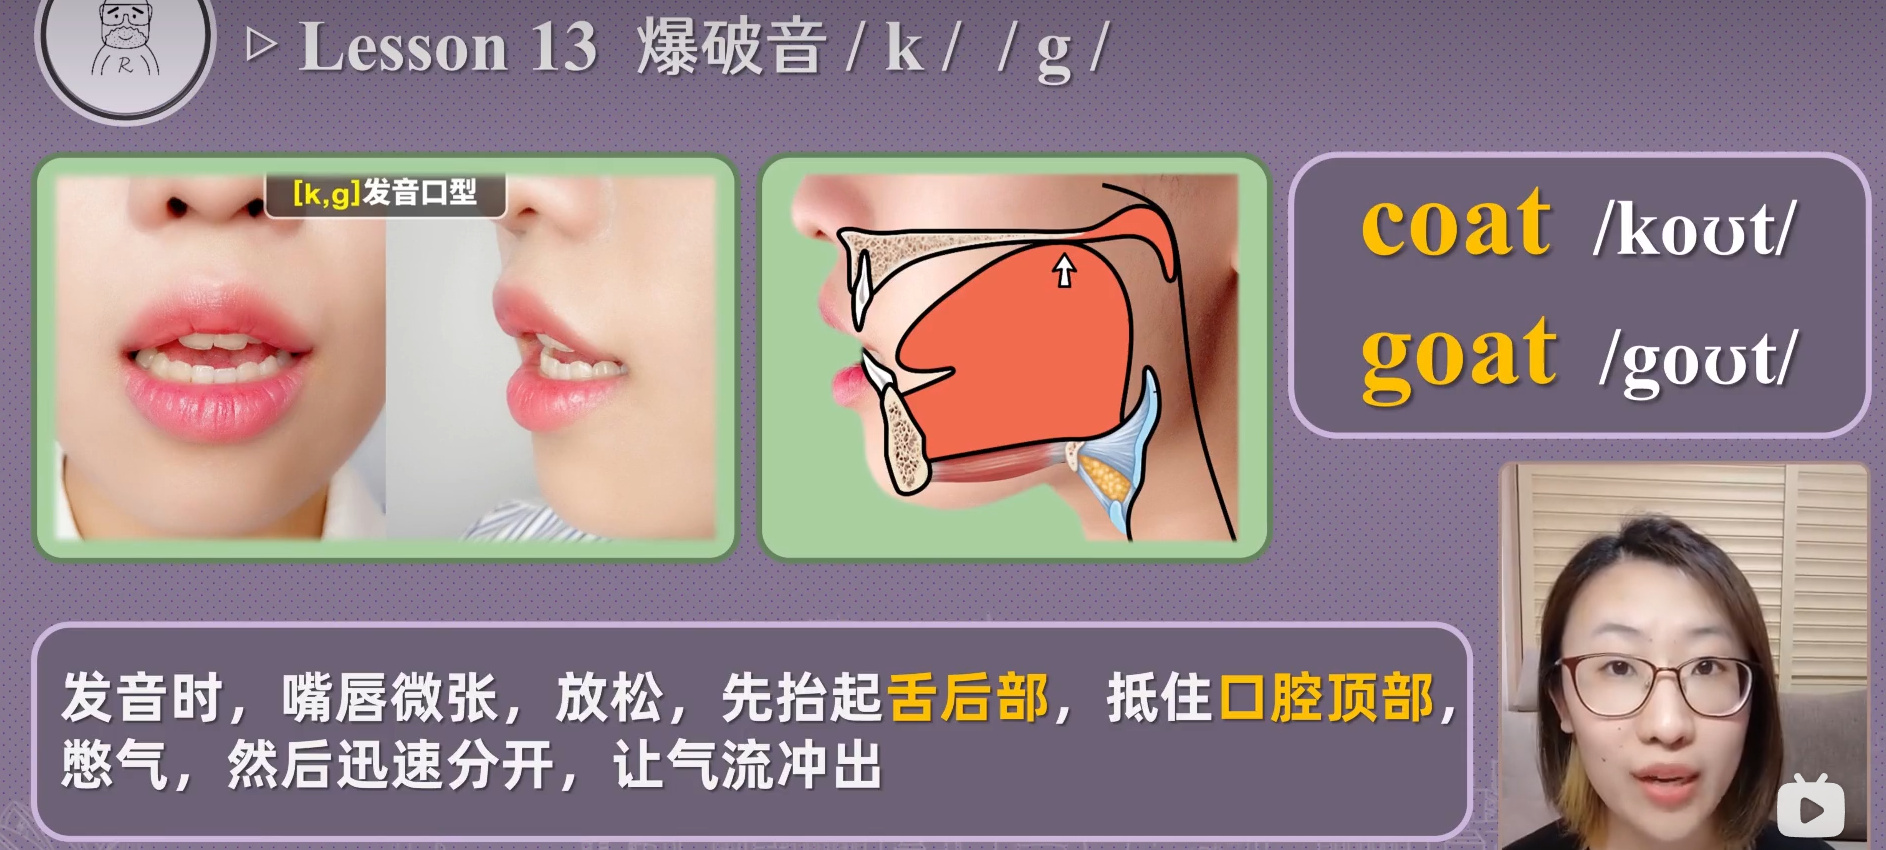 R
Lesson 13 爆破音 / k / / g /
[k,g]发音口型
coat /koʊt/
goat /goʊt/
发音时，嘴唇微张，放松，先抬起舌后部，抵住口腔顶部，
憋气，然后迅速分开，让气流冲出